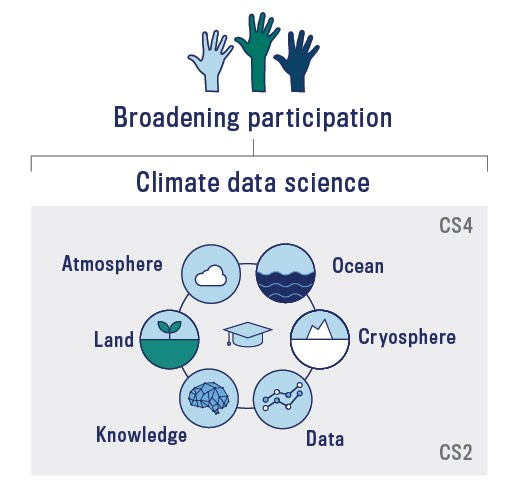 Broadening participation
Climate data science
CS4
Atmosphere
Ocean
Land
Cryosphere
Knowledge
Data
CS2